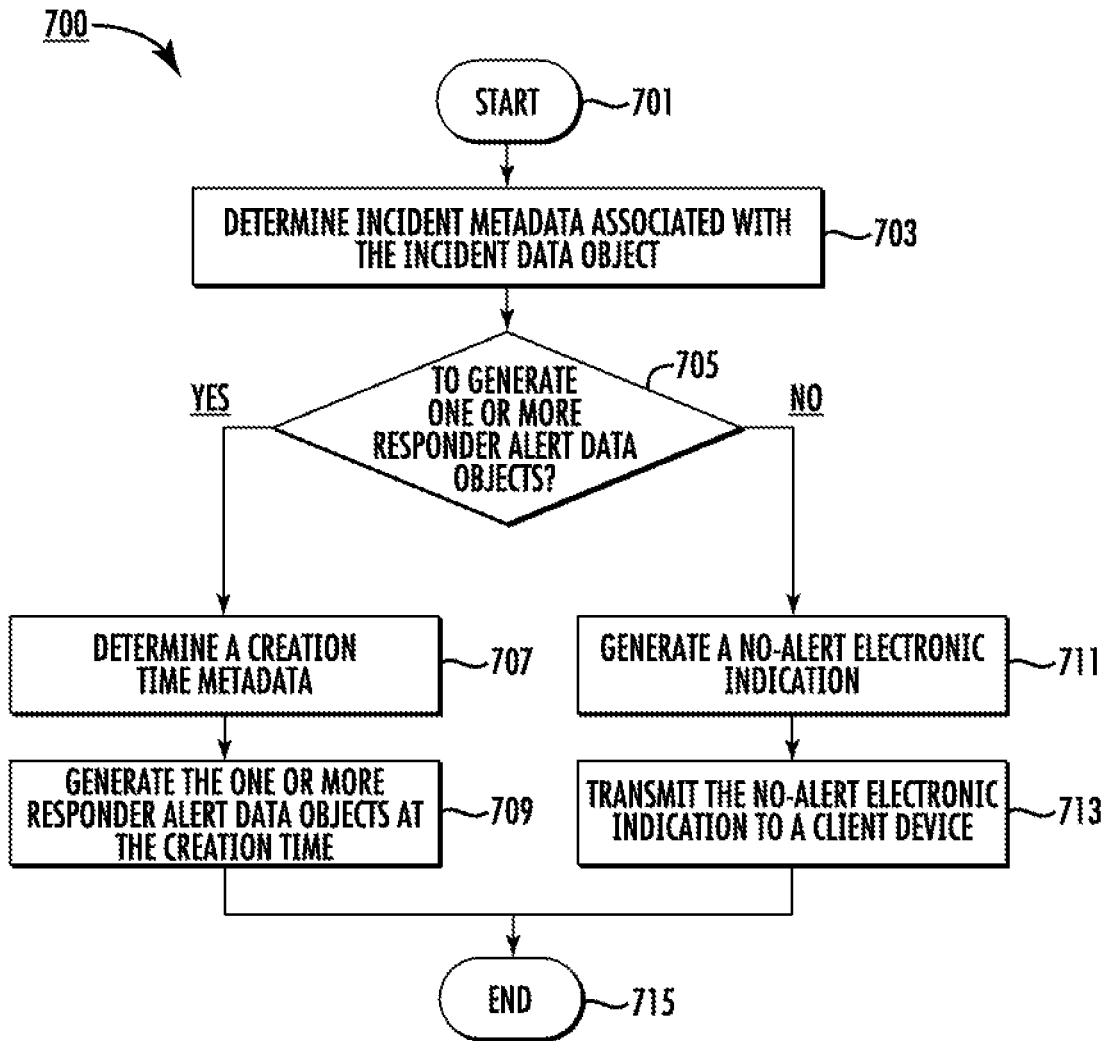 700
START
701
DETERMINE INCIDENT METADATA ASSOCIATED WITH
THE INCIDENT DATA OBJECT
703
TO GENERATE
ONE OR MORE
RESPONDER ALERT DATA
OBJECTS?
705
YES
NO
DETERMINE A CREATION
TIME METADATA
707
GENERATE A NO-ALERT ELECTRONIC
INDICATION
711
GENERATE THE ONE OR MORE
RESPONDER ALERT DATA OBJECTS AT
THE CREATION TIME
709
TRANSMIT THE NO-ALERT ELECTRONIC
INDICATION TO A CLIENT DEVICE
713
END
715